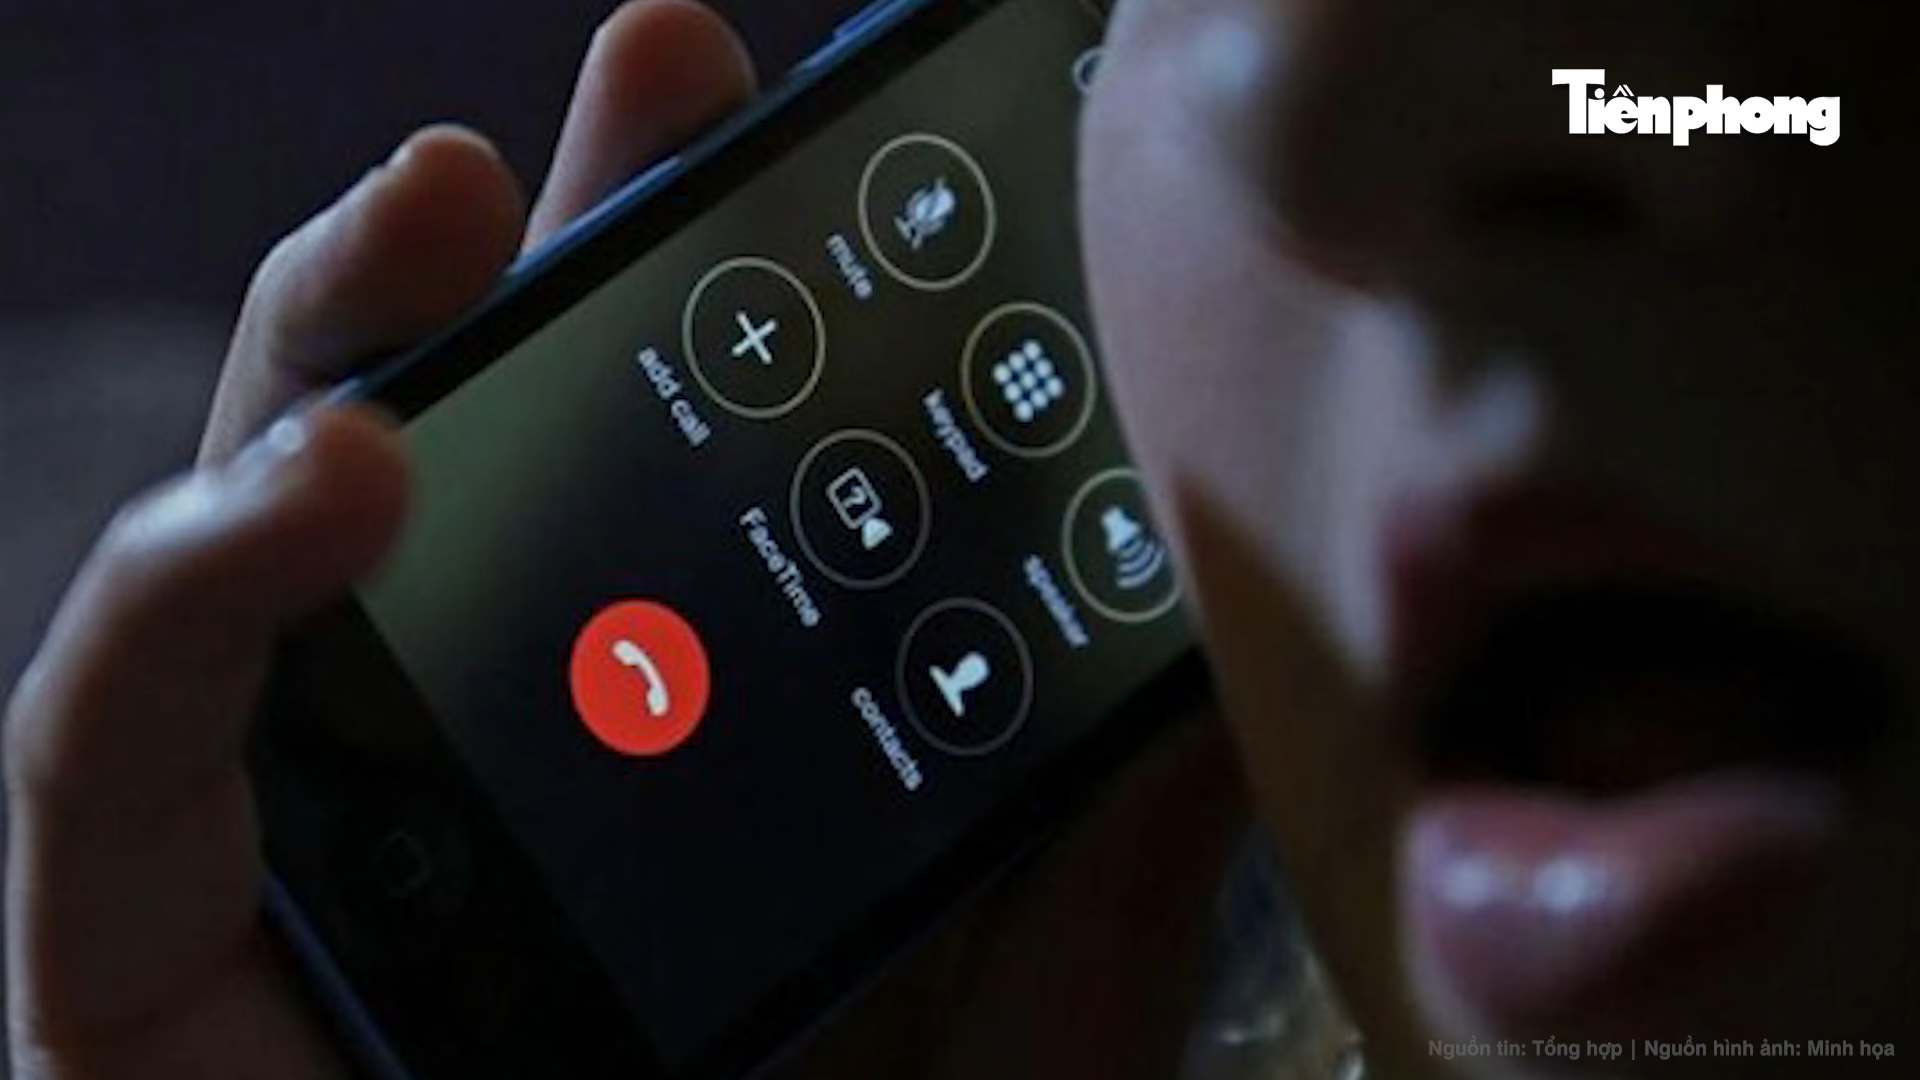 Tiềnphong
mute
add call
keypad
FaceTime
speaker
contacts
Nguồn tin: Tổng hợp | Nguồn hình ảnh: Minh họa